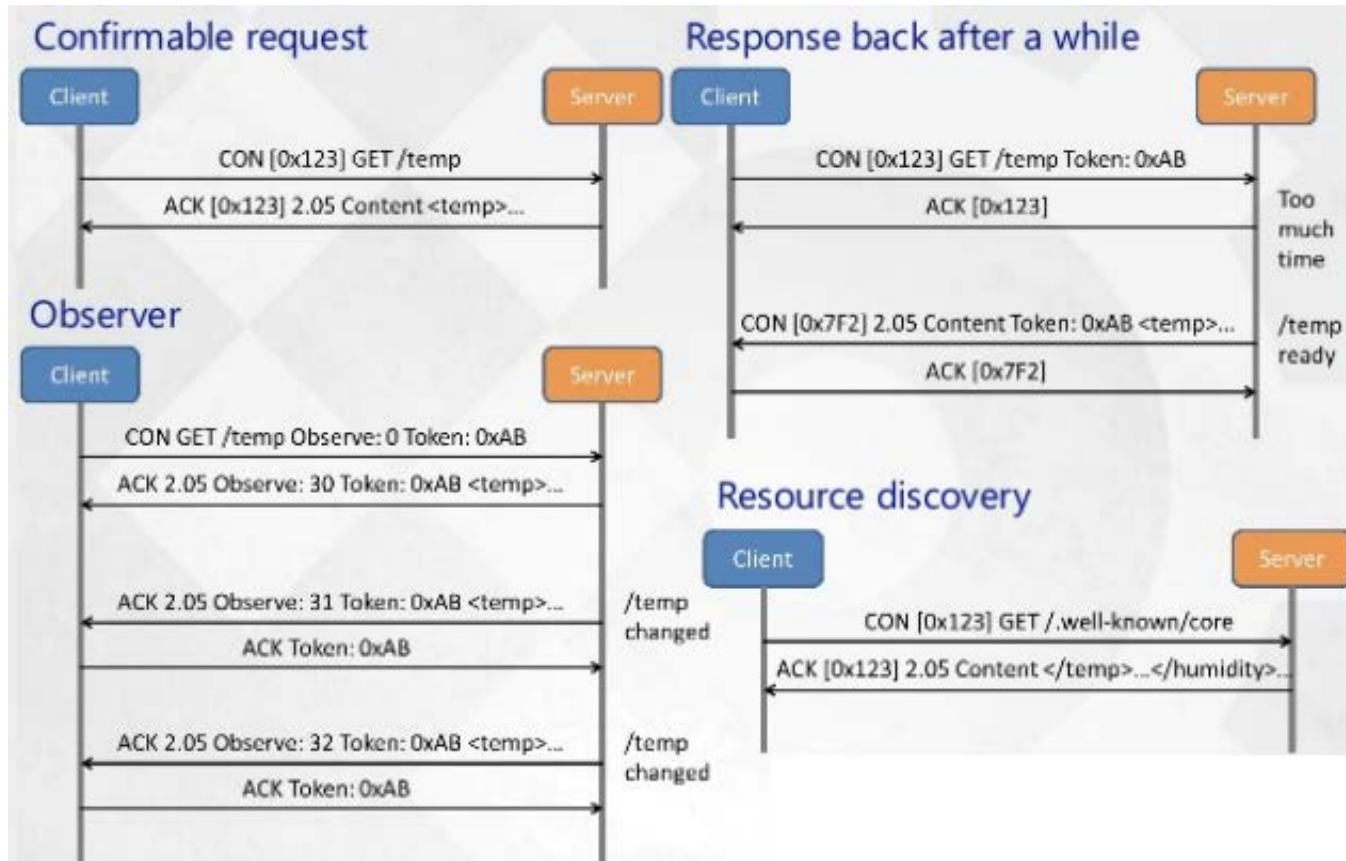 Confirmable request
Client
Server
CON [0x123] GET /temp
ACK [0x123] 2.05 Content <temp>...
Response back after a while
Client
Server
CON [0x123] GET /temp Token: 0xAB
ACK [0x123]
Too
much
time
CON [0x7F2] 2.05 Content Token: 0xAB <temp>...
/temp
ready
ACK [0x7F2]
Observer
Client
Server
CON GET /temp Observe: 0 Token: 0xAB
ACK 2.05 Observe: 30 Token: 0xAB <temp>...
ACK 2.05 Observe: 31 Token: 0xAB <temp>...
/temp
changed
ACK Token: 0xAB
ACK 2.05 Observe: 32 Token: 0xAB <temp>...
/temp
changed
ACK Token: 0xAB
Resource discovery
Client
Server
CON [0x123] GET /.well-known/core
ACK [0x123] 2.05 Content </temp>...</humidity>...